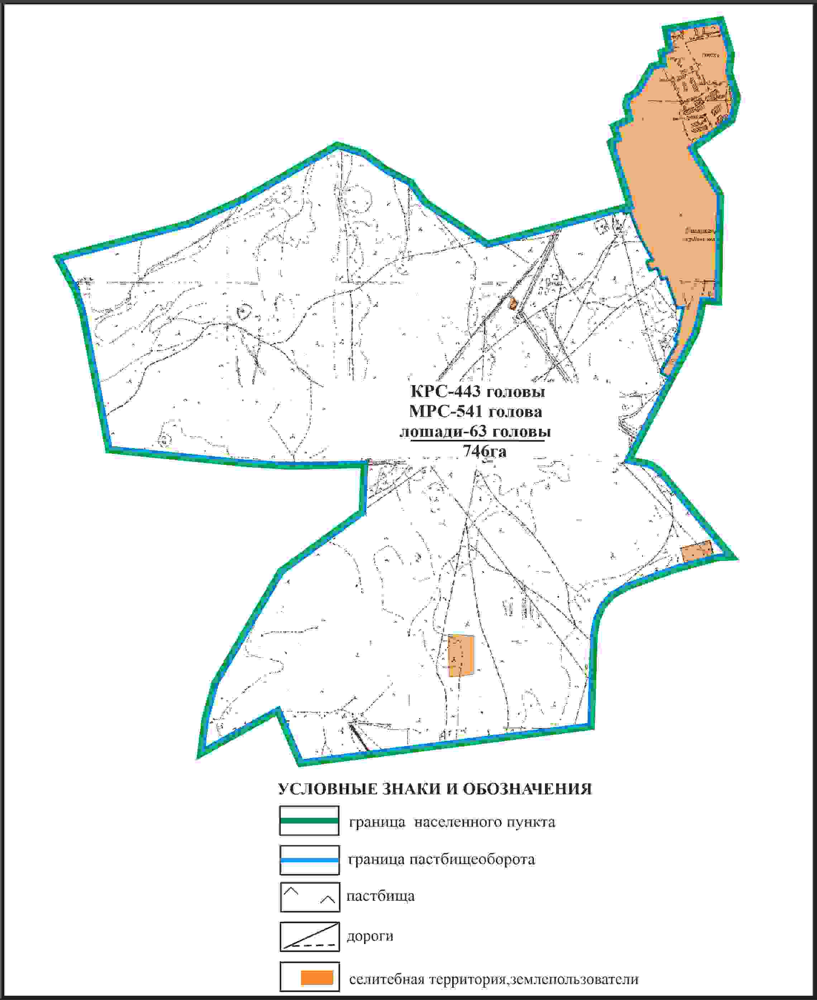 КРС-443 головы
МРС-541 голова
лошади-63 головы
746га
УСЛОВНЫЕ ЗНАКИ И ОБОЗНАЧЕНИЯ
граница населенного пункта
граница пастбищеоборота
пастбища
дороги
селитебная территория,землепользователи